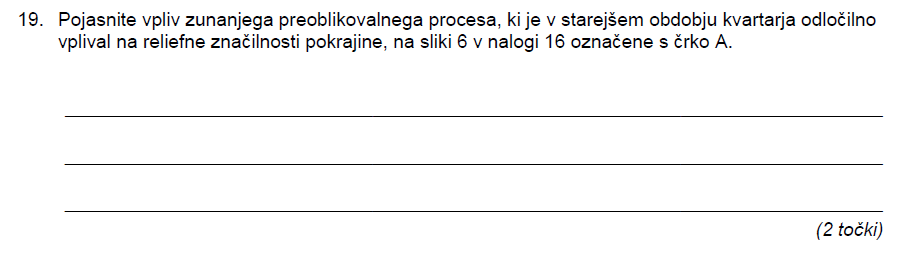 19. Pojasnite vpliv zunanjega preoblikovalnega procesa, ki je v starejšem obdobju kvartarja odločilno
vplival na reliefne značilnosti pokrajine, na sliki 6 v nalogi 16 označene s črko A.
(2 točki)